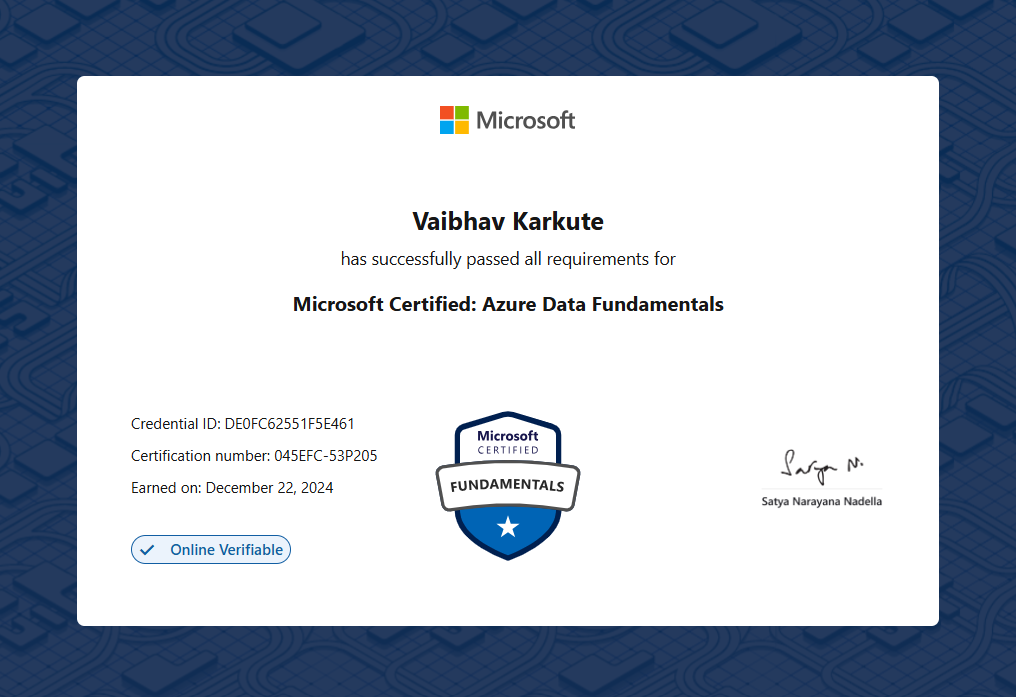 Microsoft
Vaibhav Karkute
has successfully passed all requirements for
Microsoft Certified: Azure Data Fundamentals
Credential ID: DE0FC62551F5E461
Certification number: 045EFC-53P205
Earned on: December 22, 2024
Online Verifiable
Microsoft
CERTIFIED
FUNDAMENTALS
Satya N.
Satya Narayana Nadella